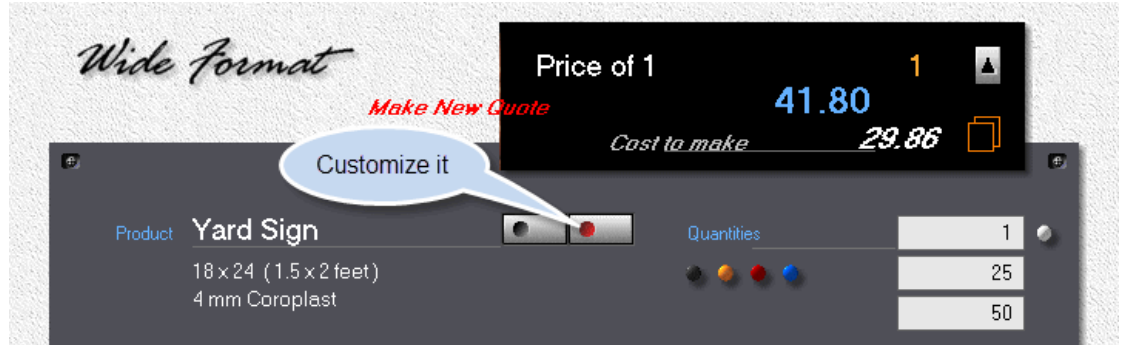 Wide Format
Price of 1 1
41.80
Make New Quote
Cost to make 29.86
Customize it
Product Yard Sign
Quantities 1
18 x 24 ( 1.5 x 2 feet )
25
4 mm Coroplast
50